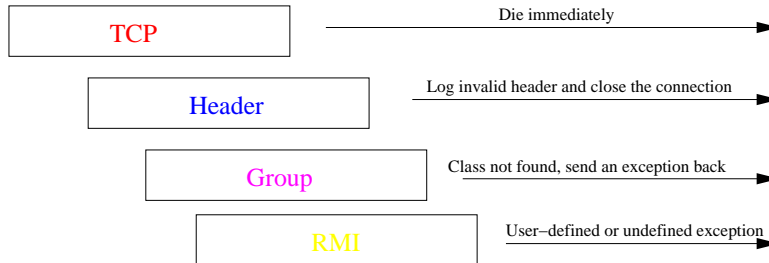 TCP
Die immediately
Header
Log invalid header and close the connection
Group
Class not found, send an exception back
RMI
User−defined or undefined exception